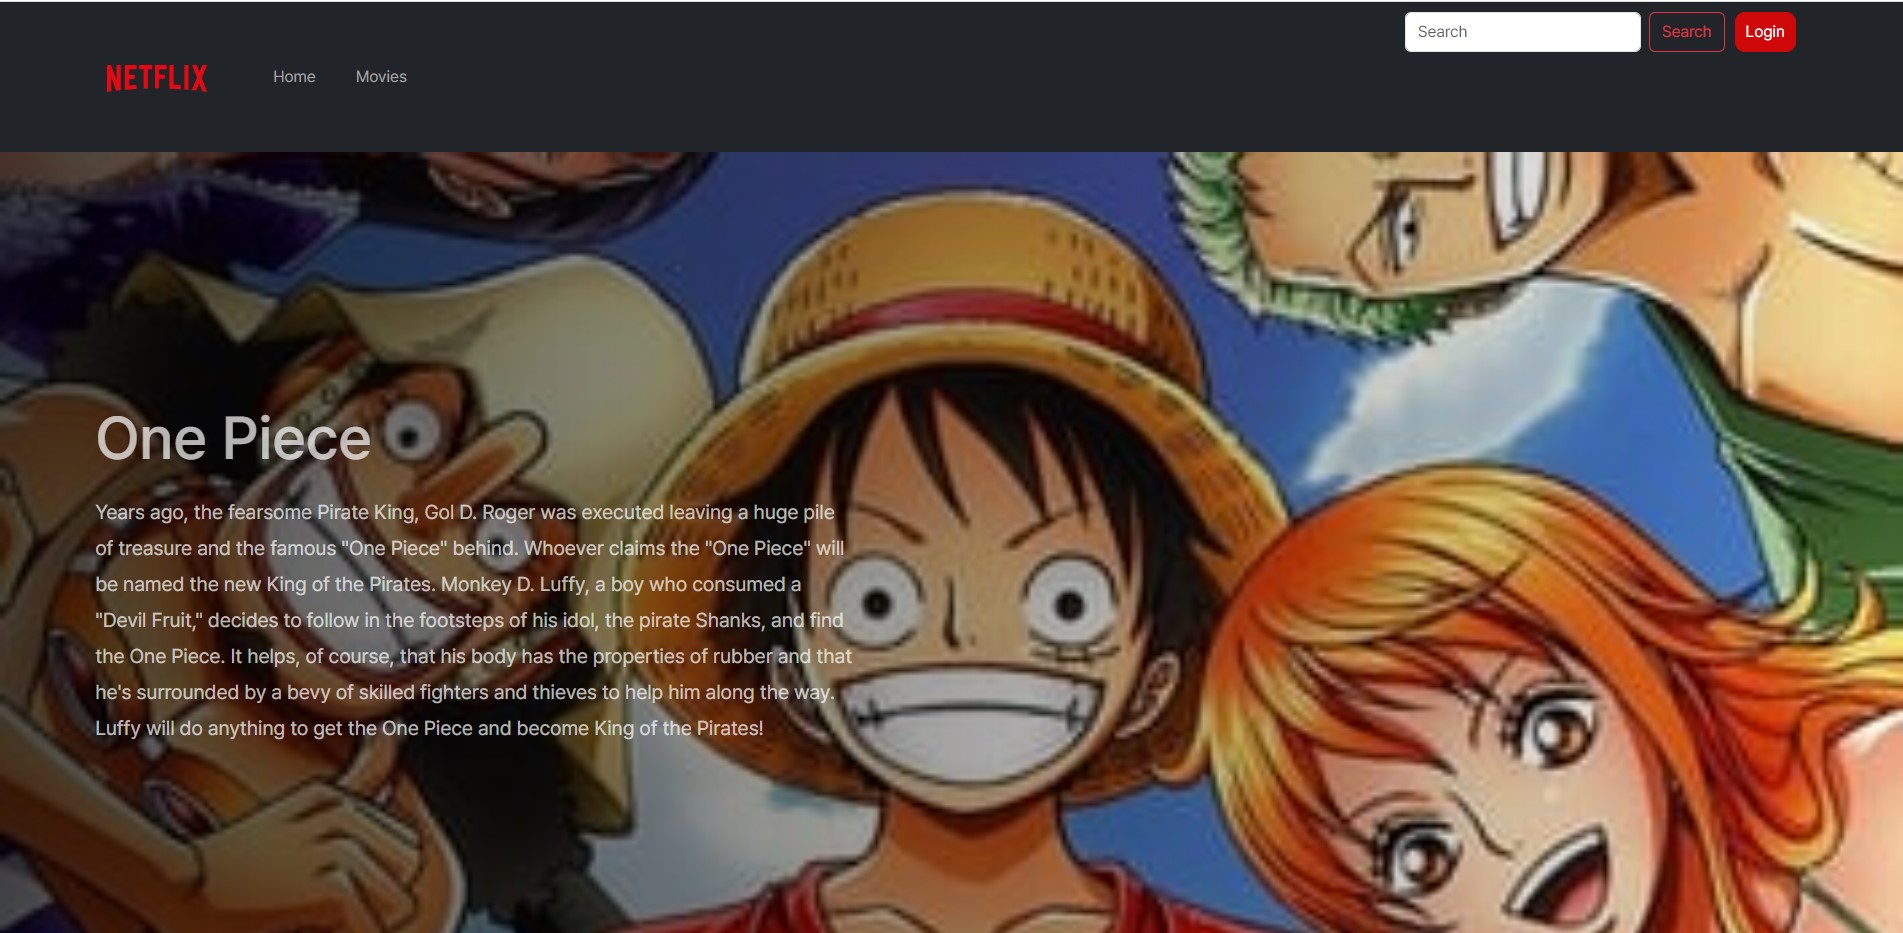 Search
Search
Login
NETFLIX
Home
Movies
One Piece
Years ago, the fearsome Pirate King, Gol D. Roger was executed leaving a huge pile
of treasure and the famous "One Piece" behind. Whoever claims the "One Piece" will
be named the new King of the Pirates. Monkey D. Luffy, a boy who consumed a
"Devil Fruit," decides to follow in the footsteps of his idol, the pirate Shanks, and find
the One Piece. It helps, of course, that his body has the properties of rubber and that
he's surrounded by a bevy of skilled fighters and thieves to help him along the way.
Luffy will do anything to get the One Piece and become King of the Pirates!